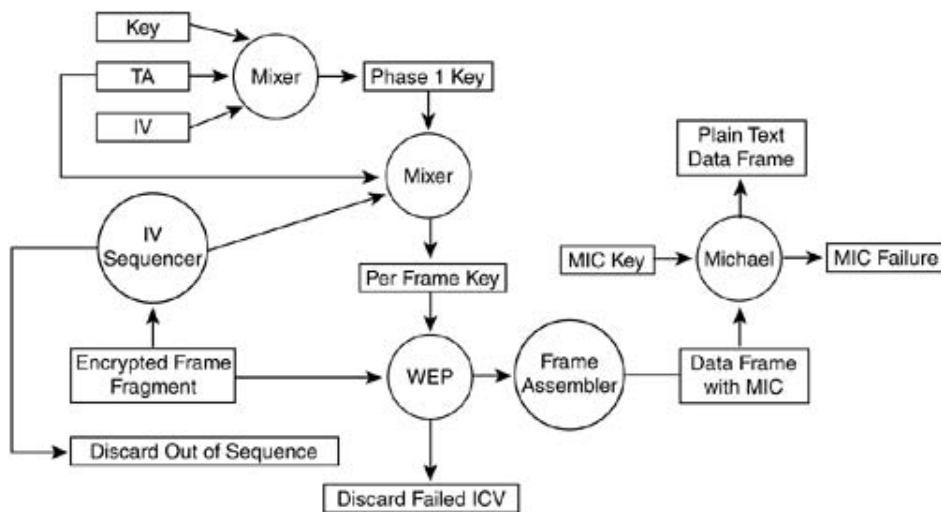 Key
TA
IV
Mixer
Phase 1 Key
Mixer
IV
Sequencer
Per Frame Key
Encrypted Frame
Fragment
WEP
Frame
Assembler
Data Frame
with MIC
MIC Key
Michael
MIC Failure
Plain Text
Data Frame
Discard Out of Sequence
Discard Failed ICV